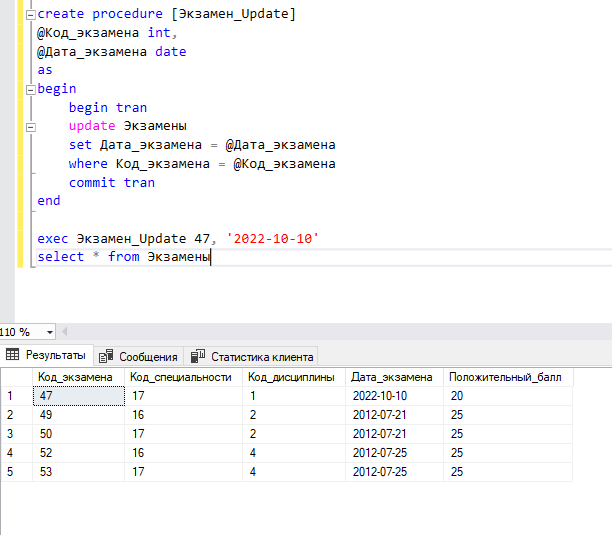 create procedure [Экзамен_Update]
@Код_экзамена int,
@Дата_экзамена date
as
begin
begin tran
update Экзамены
set Дата_экзамена = @Дата_экзамена
where Код_экзамена = @Код_экзамена
commit tran
end
exec Экзамен_Update 47, '2022-10-10'
select * from Экзамены
110 %
Результаты Сообщения Статистика клиента
Код_экзамена Код_специальности Код_дисциплины Дата_экзамена Положительный_балл
1 47 17 1 2022-10-10 20
2 49 16 2 2012-07-21 25
3 50 17 2 2012-07-21 25
4 52 16 4 2012-07-25 25
5 53 17 4 2012-07-25 25